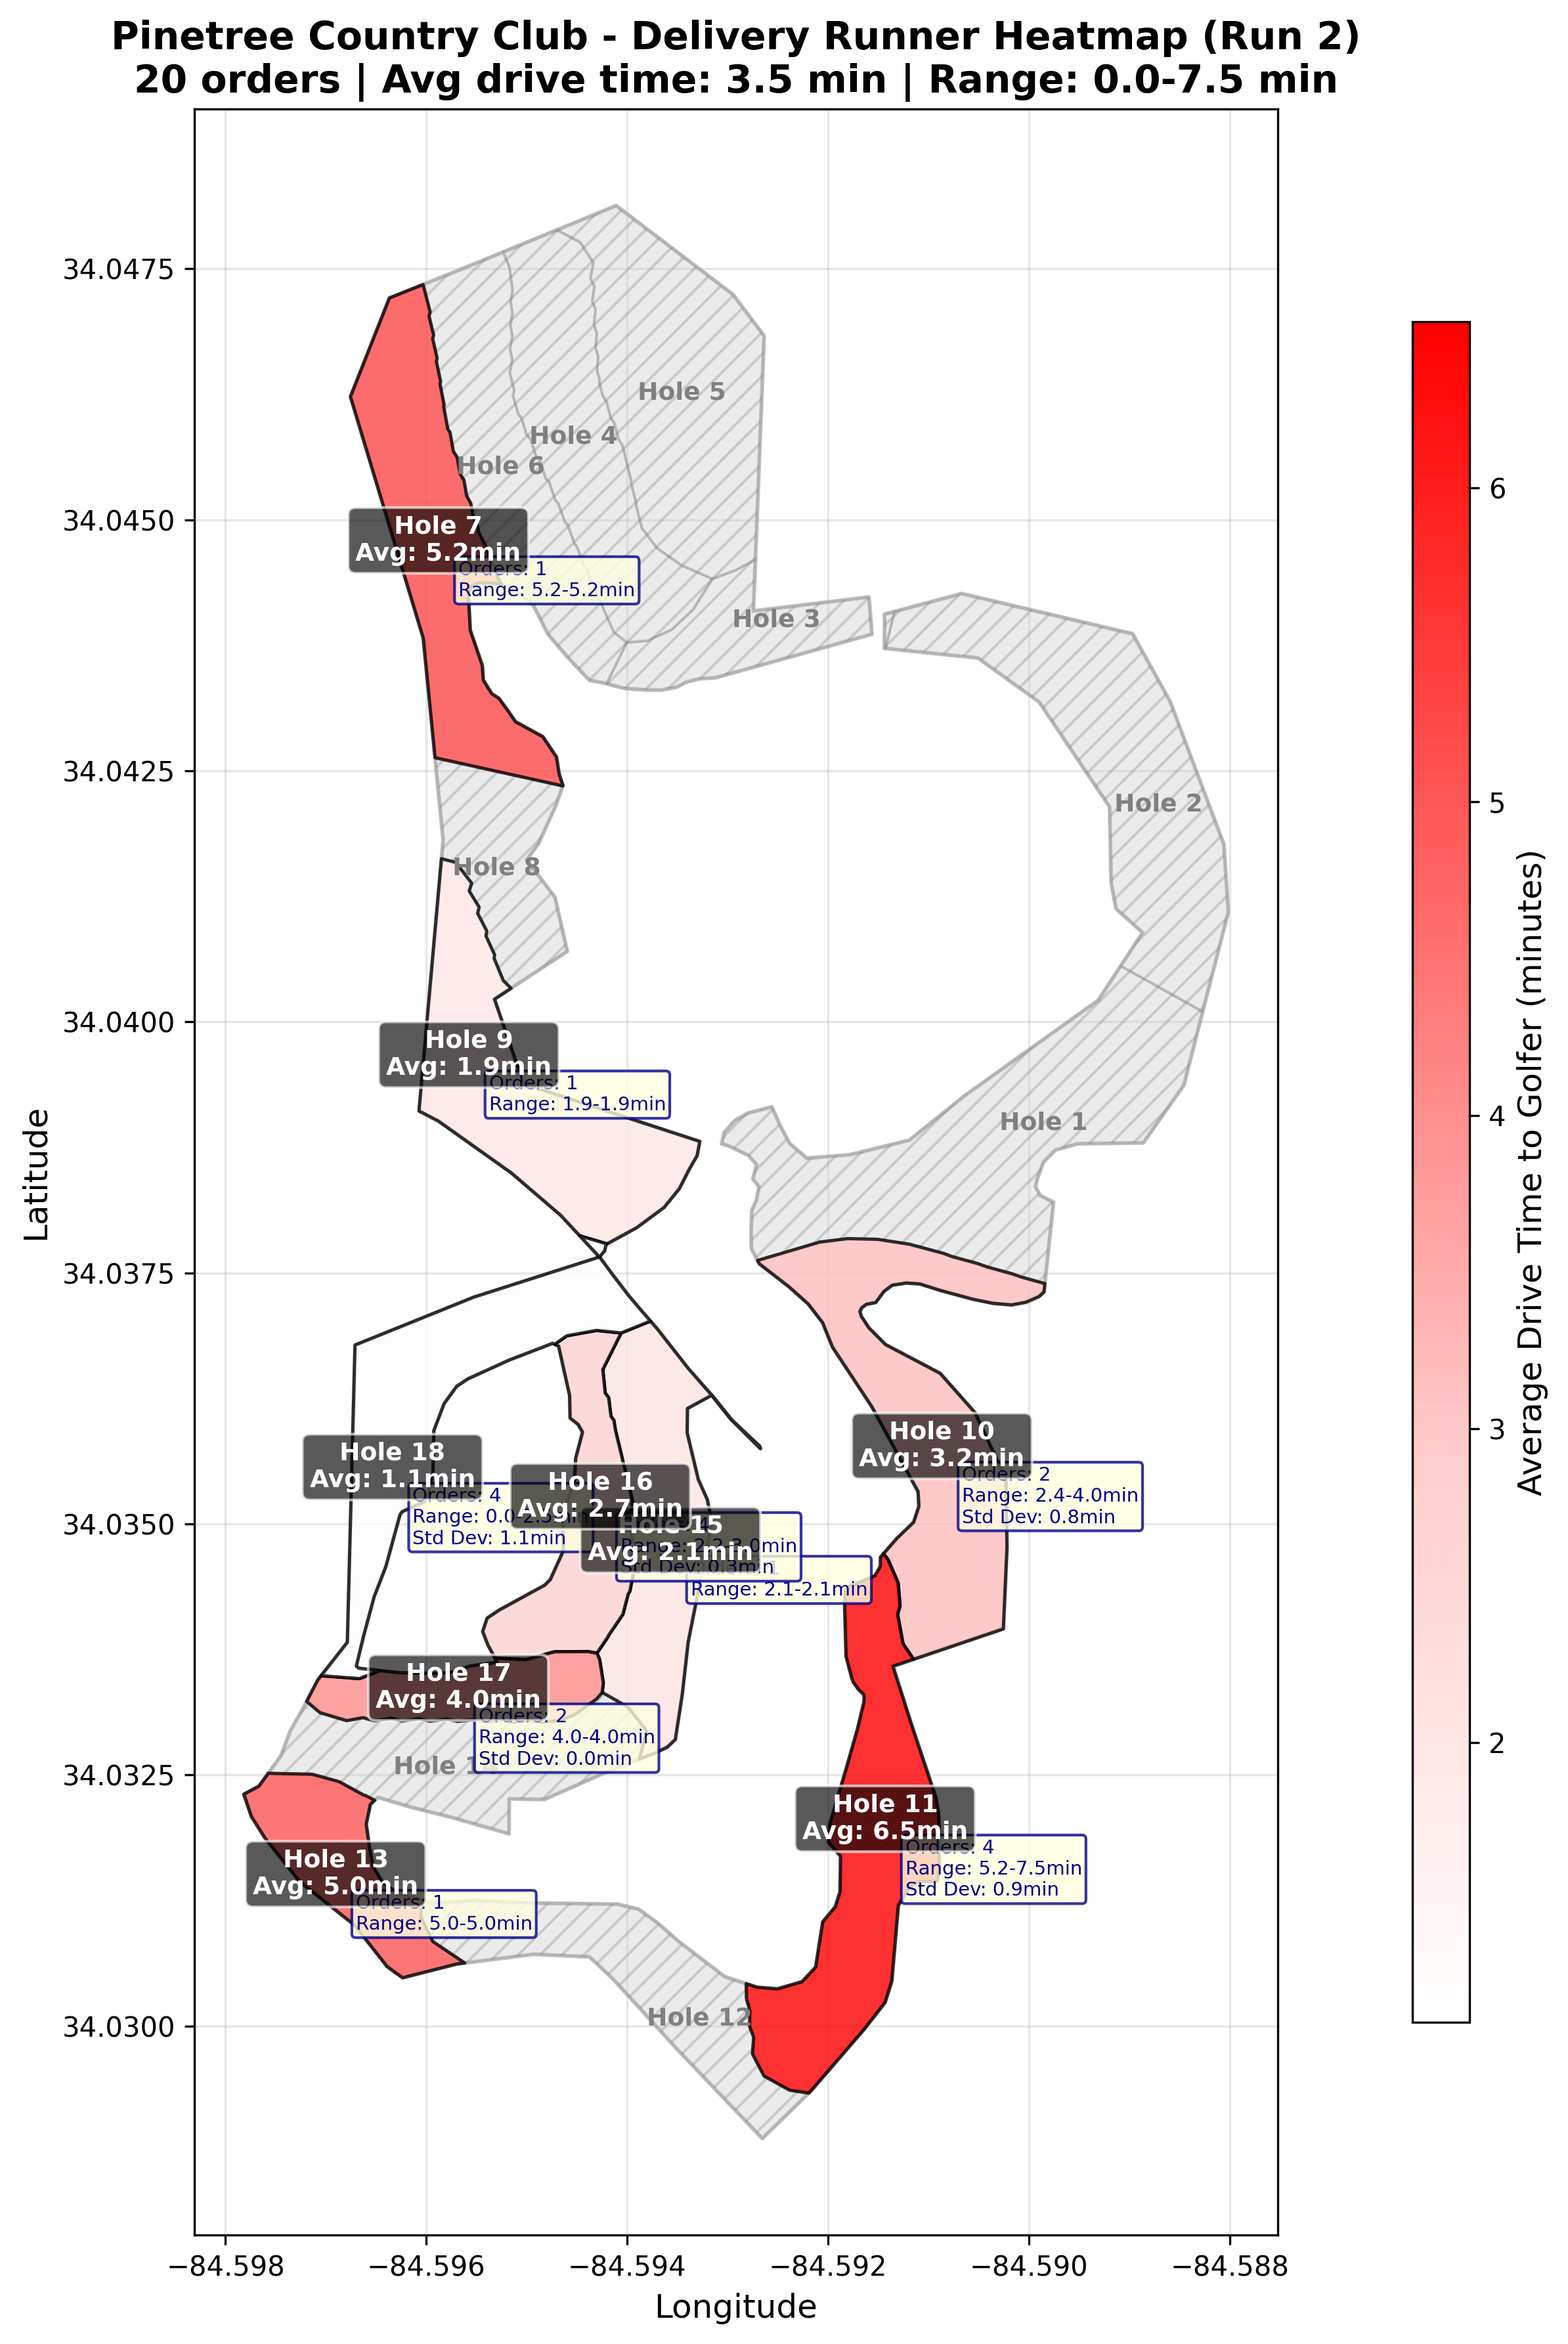 Pinetree Country Club - Delivery Runner Heatmap (Run 2)
20 orders | Avg drive time: 3.5 min | Range: 0.0-7.5 min
34.0475
34.0450
34.0425
34.0400
34.0375
34.0350
34.0325
34.0300
Latitude
−84.598
−84.596
−84.594
−84.592
−84.590
−84.588
Longitude
6
5
4
3
2
Average Drive Time to Golfer (minutes)
Hole 5
Hole 4
Hole 6
Hole 7
Avg: 5.2min
Orders: 1
Range: 5.2-5.2min
Hole 3
Hole 2
Hole 8
Hole 9
Avg: 1.9min
Orders: 1
Range: 1.9-1.9min
Hole 1
Hole 10
Avg: 3.2min
Orders: 2
Range: 2.4-4.0min
Std Dev: 0.8min
Hole 18
Avg: 1.1min
Orders: 4
Range:
Std Dev: 1.1min
Hole 16
Avg: 2.7min
Std Dev: 0.3min
Hole 15
Avg: 2.1min
Range: 2.1-2.1min
Hole 17
Avg: 4.0min
Orders: 2
Range: 4.0-4.0min
Std Dev: 0.0min
Hole
Hole 11
Avg: 6.5min
Orders: 4
Range: 5.2-7.5min
Std Dev: 0.9min
Hole 13
Avg: 5.0min
Orders: 1
Range: 5.0-5.0min
Hole 12